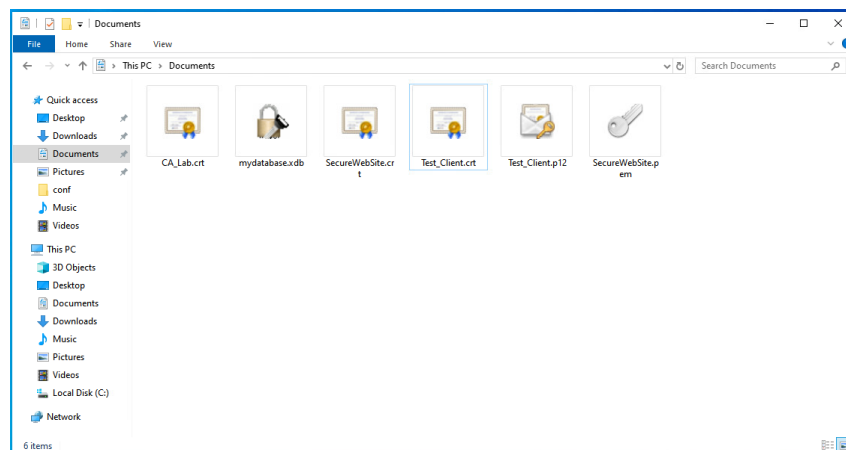 Documents
File Home Share View
This PC > Documents
Search Documents
Quick access
Desktop
Downloads
Documents
Pictures
conf
Music
Videos
This PC
3D Objects
Desktop
Documents
Downloads
Music
Pictures
Videos
Local Disk (C:)
Network
CA_Lab.crt
mydatabase.xdb
SecureWebSite.cr
t
Test_Client.crt
Test_Client.p12
SecureWebSite.p
em
6 items